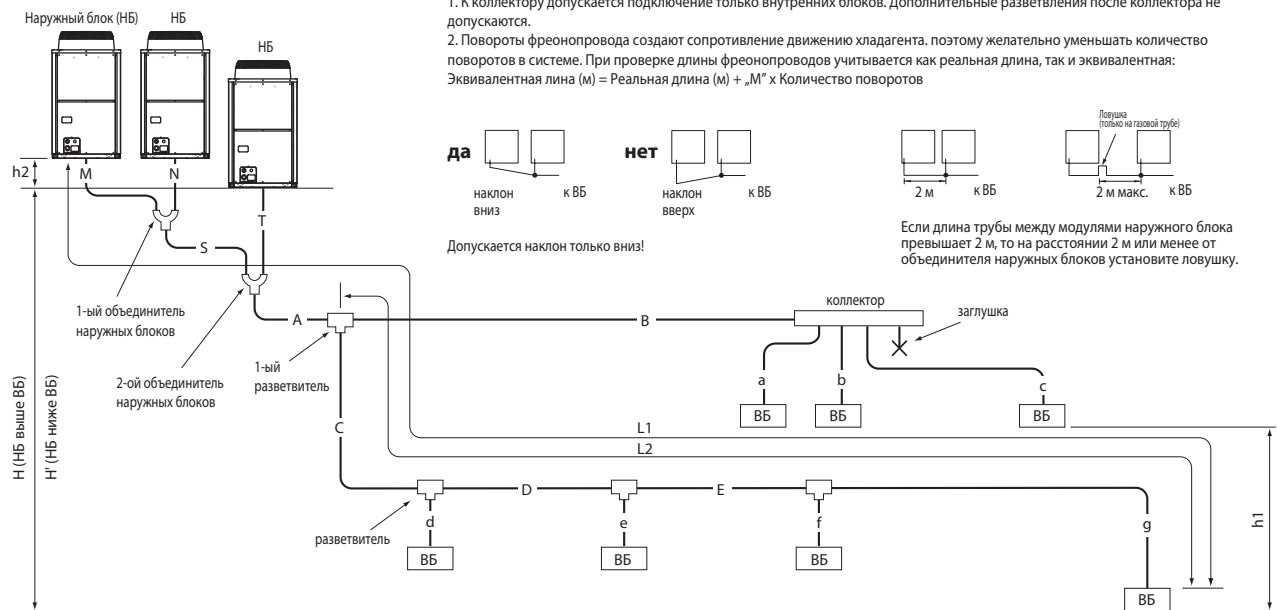 1. К коллектору допускается подключение только внутренних блоков. Дополнительные разветвления после коллектора не
допускаются.
2. Повороты фреонопровода создают сопротивление движению хладагента. поэтому желательно уменьшать количество
поворотов в системе. При проверке длины фреонопроводов учитывается как реальная длина, так и эквивалентная:
Эквивалентная лина (м) = Реальная длина (м) + „М” x Количество поворотов
Наружный блок (НБ)
НБ
НБ
да
наклон
вниз
к ВБ
нет
наклон
вверх
к ВБ
2 м
к ВБ
Ловушка
(только на газовой трубе)
2 м макс.
к ВБ
Допускается наклон только вниз!
Если длина трубы между модулями наружного блока
превышает 2 м, то на расстоянии 2 м или менее от
объединителя наружных блоков установите ловушку.
h2
M
N
T
S
1-ый объединитель
наружных блоков
2-ой объединитель
наружных блоков
A
1-ый
разветвитель
B
коллектор
заглушка
a
b
c
ВБ
ВБ
ВБ
C
L1
L2
H (НБ выше ВБ)
H' (НБ ниже ВБ)
D
E
разветвитель
d
e
f
g
ВБ
ВБ
ВБ
ВБ
h1